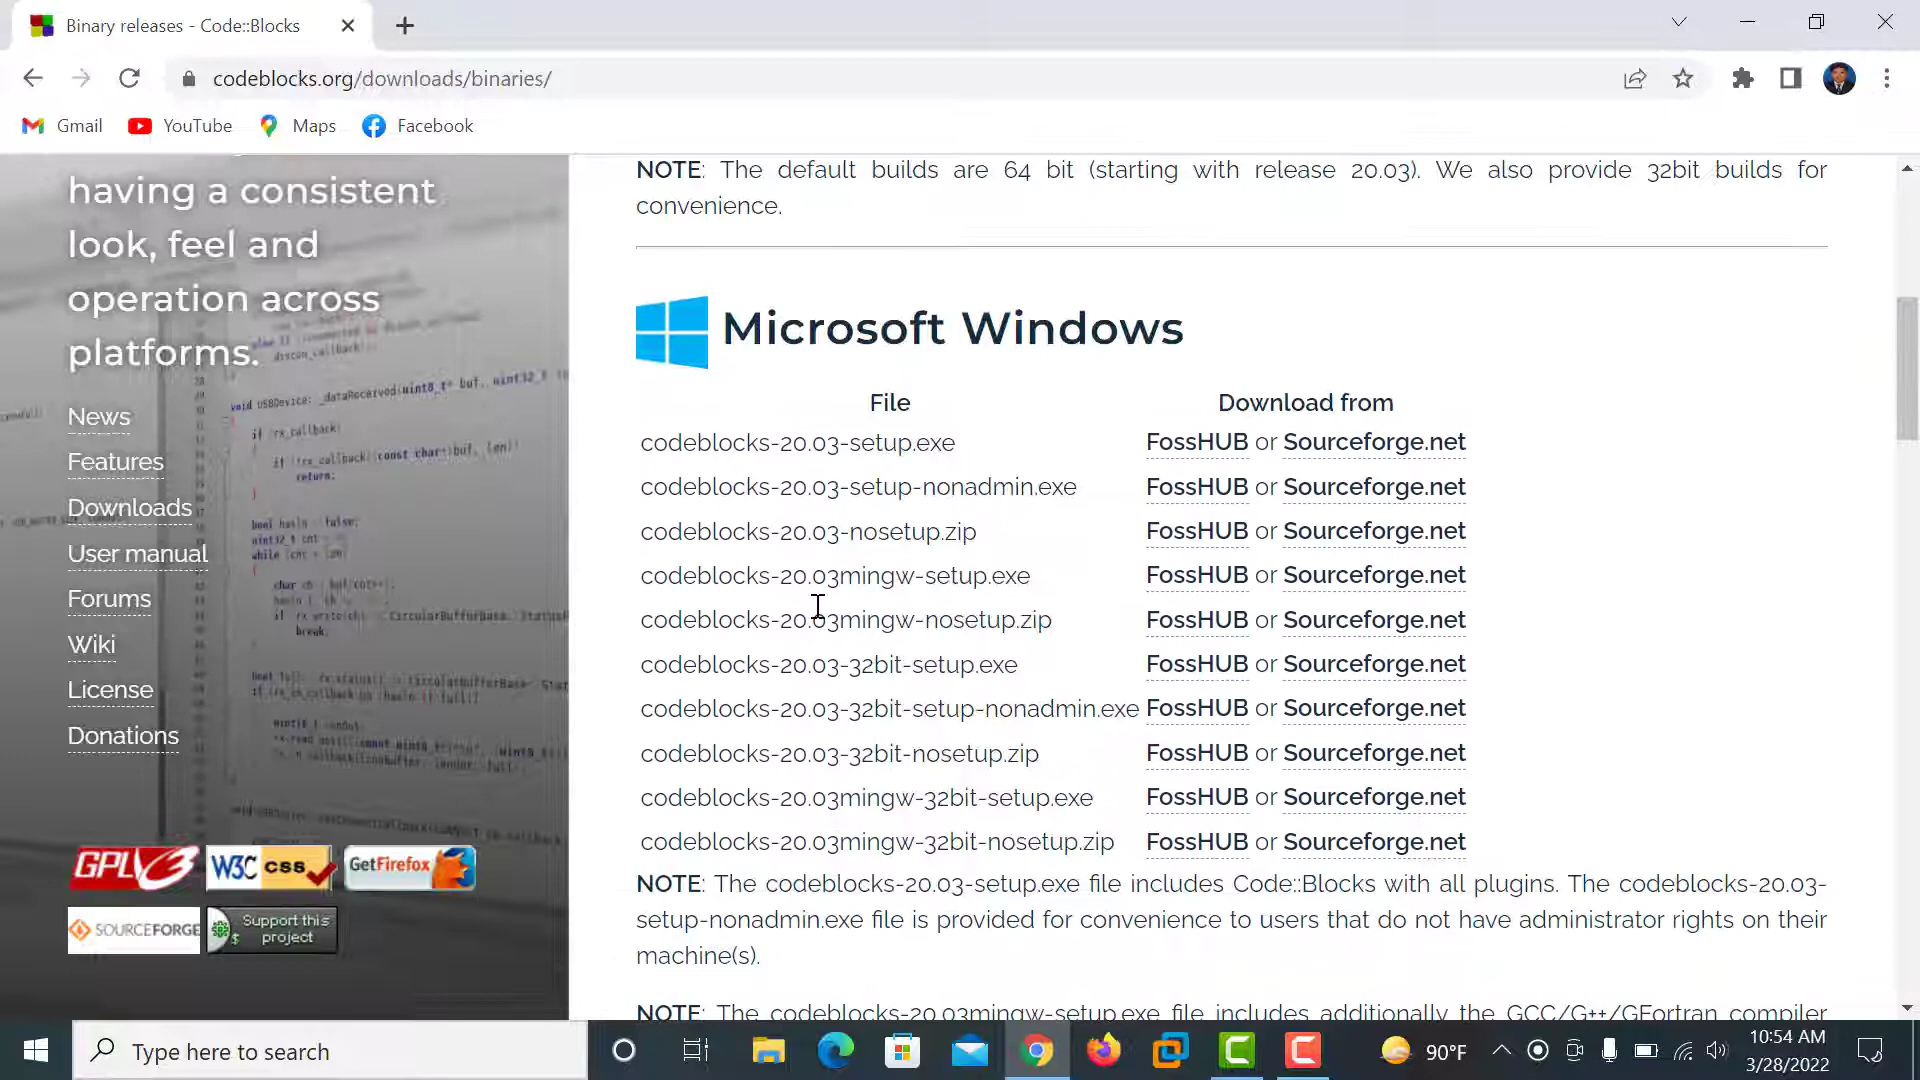 Binary releases - Code::Blocks
codeblocks.org/downloads/binaries/
Gmail
YouTube
Maps
Facebook
having a consistent
look, feel and
operation across
platforms.
News
Features
Downloads
User manual
Forums
Wiki
License
Donations
GPLv3
W3C css
GetFirefox
SOURCEFORGE
Support this
project
NOTE: The default builds are 64 bit (starting with release 20.03). We also provide 32bit builds for
convenience.
Microsoft Windows
File Download from
codeblocks-20.03-setup.exe FossHUB or Sourceforge.net
codeblocks-20.03-setup-nonadmin.exe FossHUB or Sourceforge.net
codeblocks-20.03-nosetup.zip FossHUB or Sourceforge.net
codeblocks-20.03mingw-setup.exe FossHUB or Sourceforge.net
codeblocks-20.03mingw-nosetup.zip FossHUB or Sourceforge.net
codeblocks-20.03-32bit-setup.exe FossHUB or Sourceforge.net
codeblocks-20.03-32bit-setup-nonadmin.exe FossHUB or Sourceforge.net
codeblocks-20.03-32bit-nosetup.zip FossHUB or Sourceforge.net
codeblocks-20.03mingw-32bit-setup.exe FossHUB or Sourceforge.net
codeblocks-20.03mingw-32bit-nosetup.zip FossHUB or Sourceforge.net
NOTE: The codeblocks-20.03-setup.exe file includes Code::Blocks with all plugins. The codeblocks-20.03-
setup-nonadmin.exe file is provided for convenience to users that do not have administrator rights on their
machine(s).
NOTE: The codeblocks-20.03mingw-setup.exe file includes additionally the GCC/G++/GFortran compiler
Type here to search
90°F
10:54 AM
3/28/2022